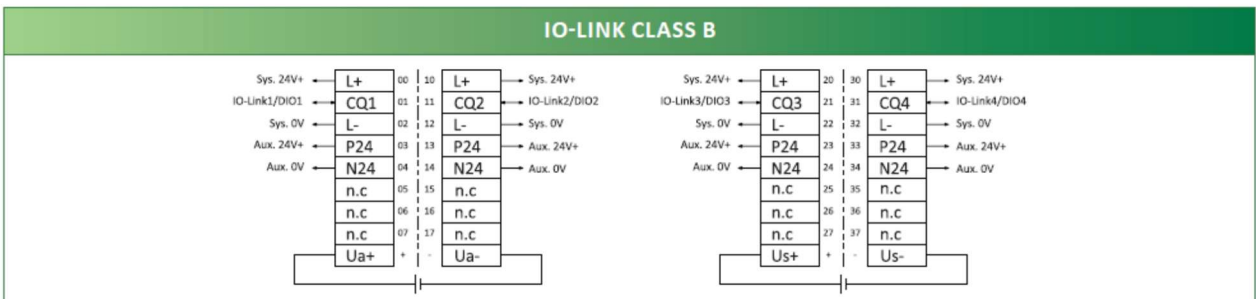 IO-LINK CLASS B
Sys. 24V+ L+ 00 10 L+ Sys. 24V+ Sys. 24V+ L+ 20 30 L+ Sys. 24V+
IO-Link1/DIO1 CQ1 01 11 CQ2 IO-Link2/DIO2 IO-Link3/DIO3 CQ3 21 31 CQ4 IO-Link4/DIO4
Sys. 0V L- 02 12 L- Sys. 0V Sys. 0V L- 22 32 L- Sys. 0V
Aux. 24V+ P24 03 13 P24 Aux. 24V+ Aux. 24V+ P24 23 33 P24 Aux. 24V+
Aux. 0V N24 04 14 N24 Aux. 0V Aux. 0V N24 24 34 N24 Aux. 0V
n.c 05 15 n.c n.c 25 35 n.c
n.c 06 16 n.c n.c 26 36 n.c
n.c 07 17 n.c n.c 27 37 n.c
Ua+ + - Ua- Us+ + - Us-